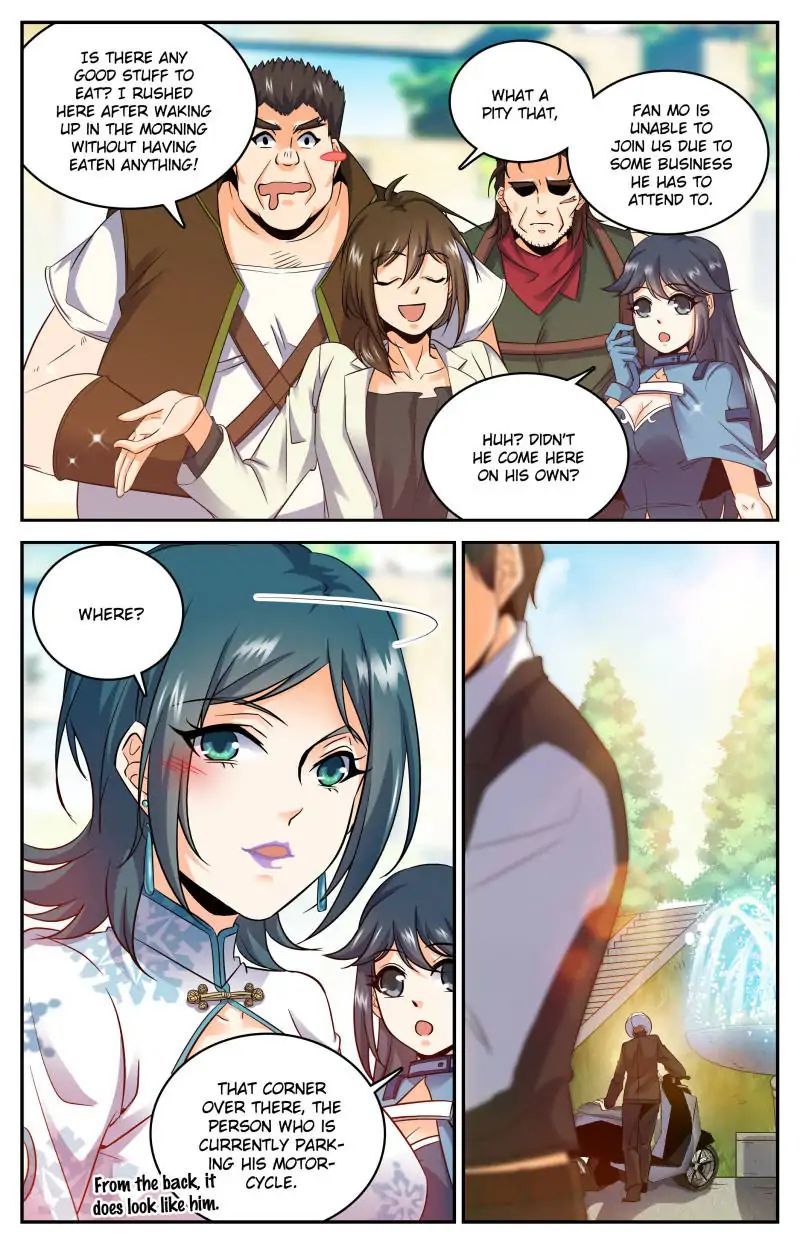 IS THERE ANY
GOOD STUFF TO
EAT? I RUSHED
HERE AFTER WAKING
UP IN THE MORNING
WITHOUT HAVING
EATEN ANYTHING!
WHAT A
PITY THAT,
FAN MO IS
UNABLE TO
JOIN US DUE TO
SOME BUSINESS
HE HAS TO
ATTEND TO.
HUH? DIDN'T
HE COME HERE
ON HIS OWN?
WHERE?
THAT CORNER
OVER THERE, THE
PERSON WHO IS
CURRENTLY PARK-
ING HIS MOTOR-
CYCLE.
From the back, it
does look like him.